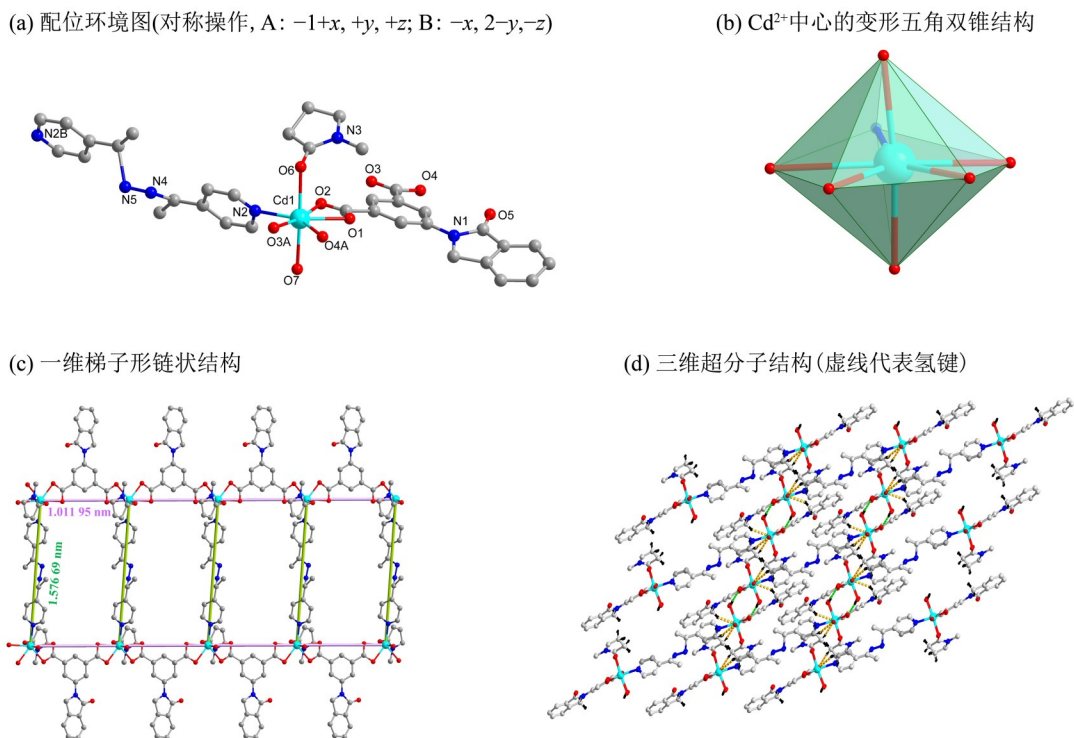 (a) 配位环境图(对称操作, A: −1+x, +y, +z; B: −x, 2−y,−z)
(b) Cd²⁺中心的变形五角双锥结构
N2B
N3
O6
O3
O4
N4
N5
Cd1
O2
N2
O5
N1
O1
O3A
O4A
O7
(c) 一维梯子形链状结构
(d) 三维超分子结构(虚线代表氢键)
1.011 95 nm
1.576 69 nm